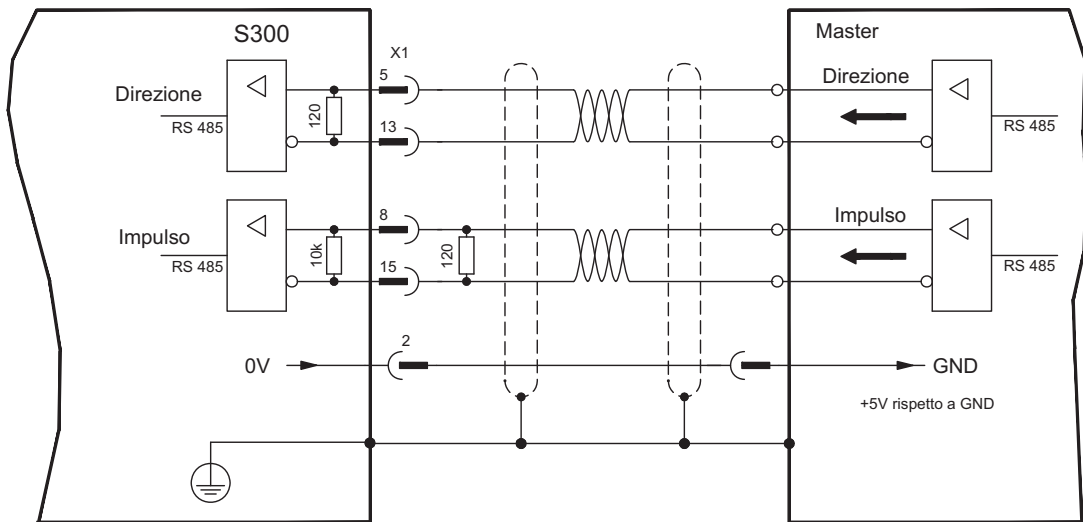 S300
Master
X1
5
Direzione
RS 485
120
13
Direzione
RS 485
8
Impulso
RS 485
10k
15
120
Impulso
RS 485
2
0V
GND
+5V rispetto a GND